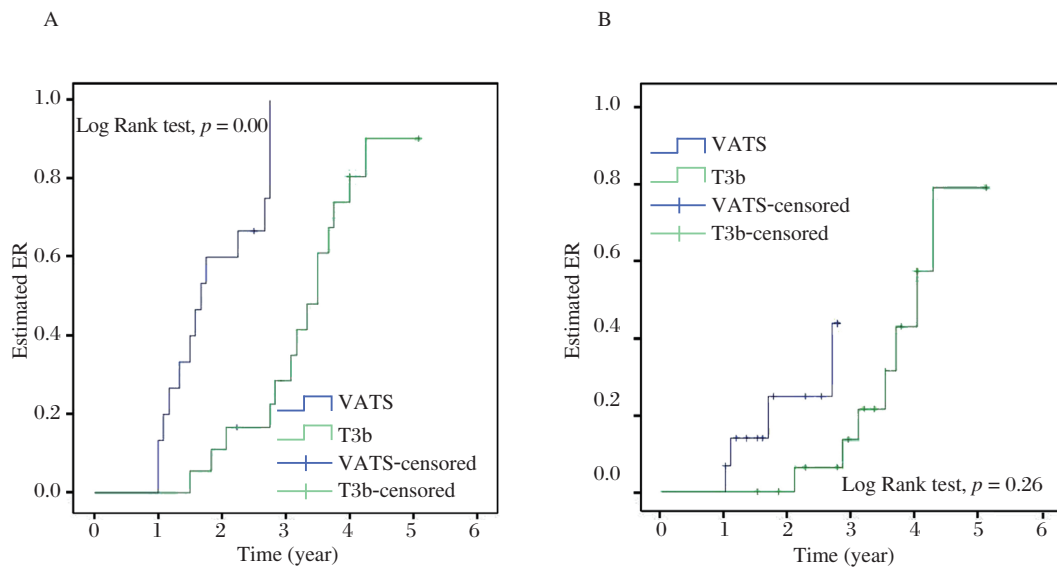 A
Estimated ER
1.0
0.8
0.6
0.4
0.2
0.0
Log Rank test, p = 0.00
VATS
T3b
VATS-censored
T3b-censored
0 1 2 3 4 5 6
Time (year)
B
Estimated ER
1.0
0.8
0.6
0.4
0.2
0.0
VATS
T3b
VATS-censored
T3b-censored
Log Rank test, p = 0.26
0 1 2 3 4 5 6
Time (year)